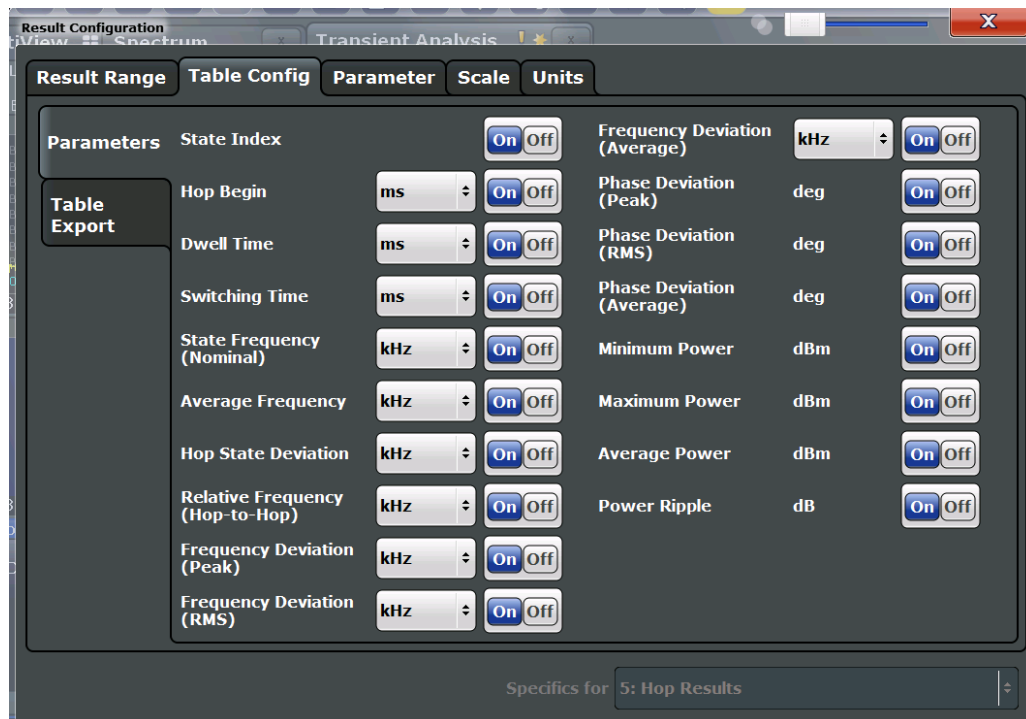 Result Configuration
tiView Spectrum x Transient Analysis ! x
X
Result Range Table Config Parameter Scale Units
Parameters
Table
Export
State Index On Off
Hop Begin ms On Off
Dwell Time ms On Off
Switching Time ms On Off
State Frequency
(Nominal) kHz On Off
Average Frequency kHz On Off
Hop State Deviation kHz On Off
Relative Frequency
(Hop-to-Hop) kHz On Off
Frequency Deviation
(Peak) kHz On Off
Frequency Deviation
(RMS) kHz On Off
Frequency Deviation
(Average) kHz On Off
Phase Deviation
(Peak) deg On Off
Phase Deviation
(RMS) deg On Off
Phase Deviation
(Average) deg On Off
Minimum Power dBm On Off
Maximum Power dBm On Off
Average Power dBm On Off
Power Ripple dB On Off
Specifics for 5: Hop Results